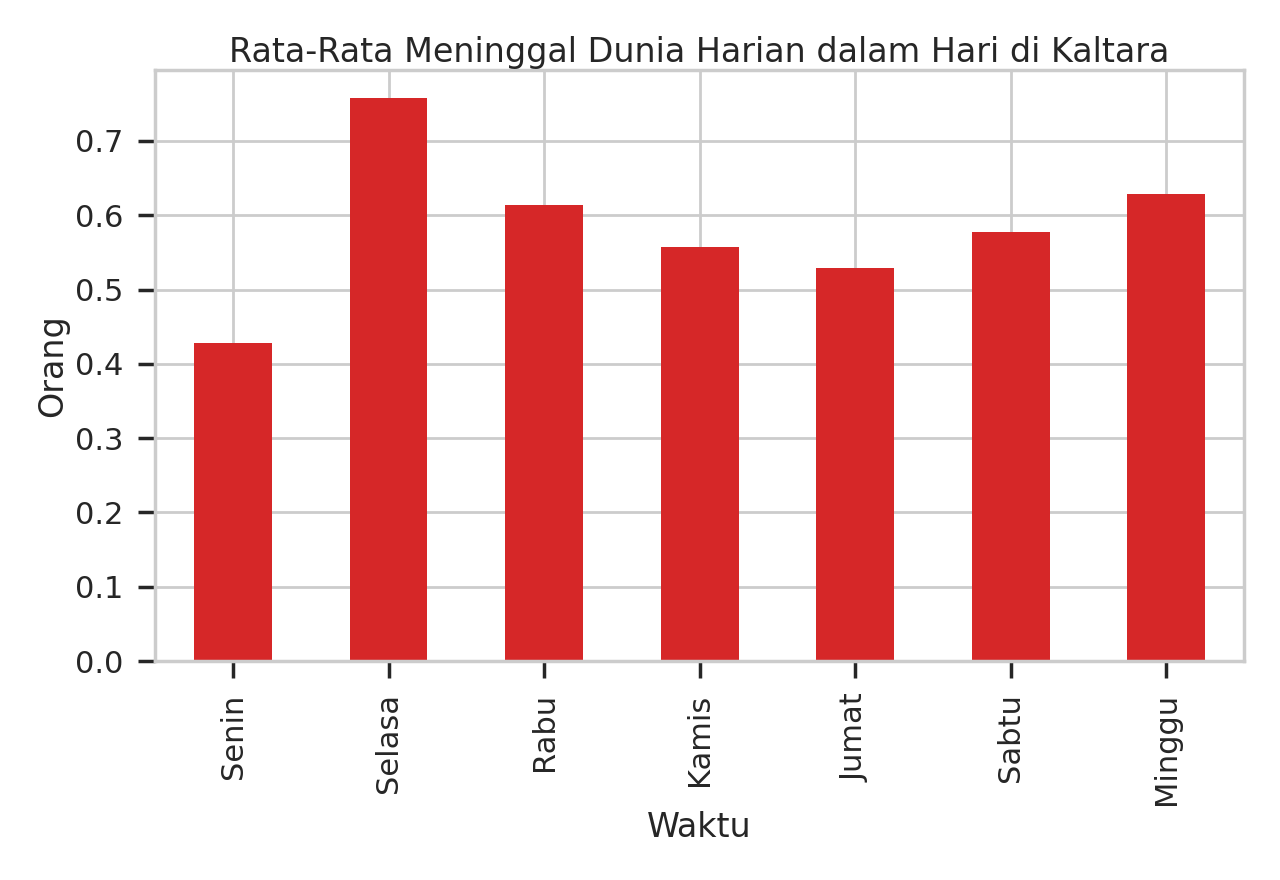 Rata-Rata Meninggal Dunia Harian dalam Hari di Kaltara
Orang
0.7
0.6
0.5
0.4
0.3
0.2
0.1
0.0
Senin
Selasa
Rabu
Kamis
Jumat
Sabtu
Minggu
Waktu